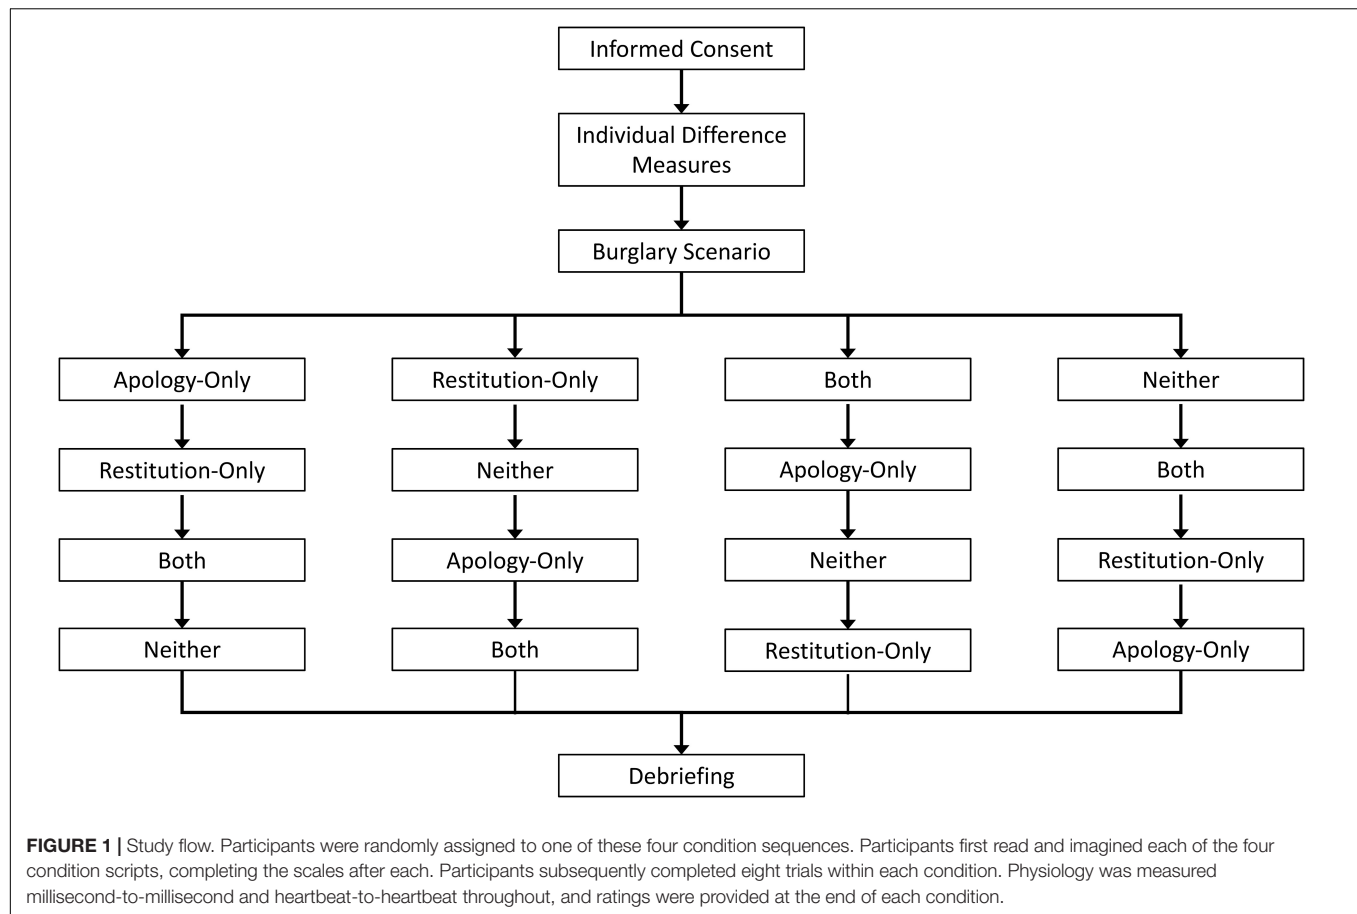 Informed Consent
Individual Difference
Measures
Burglary Scenario
Apology-Only
Restitution-Only
Both
Neither
Restitution-Only
Neither
Apology-Only
Both
Both
Apology-Only
Neither
Restitution-Only
Neither
Both
Restitution-Only
Apology-Only
Debriefing
FIGURE 1 | Study flow. Participants were randomly assigned to one of these four condition sequences. Participants first read and imagined each of the four
condition scripts, completing the scales after each. Participants subsequently completed eight trials within each condition. Physiology was measured
millisecond-to-millisecond and heartbeat-to-heartbeat throughout, and ratings were provided at the end of each condition.